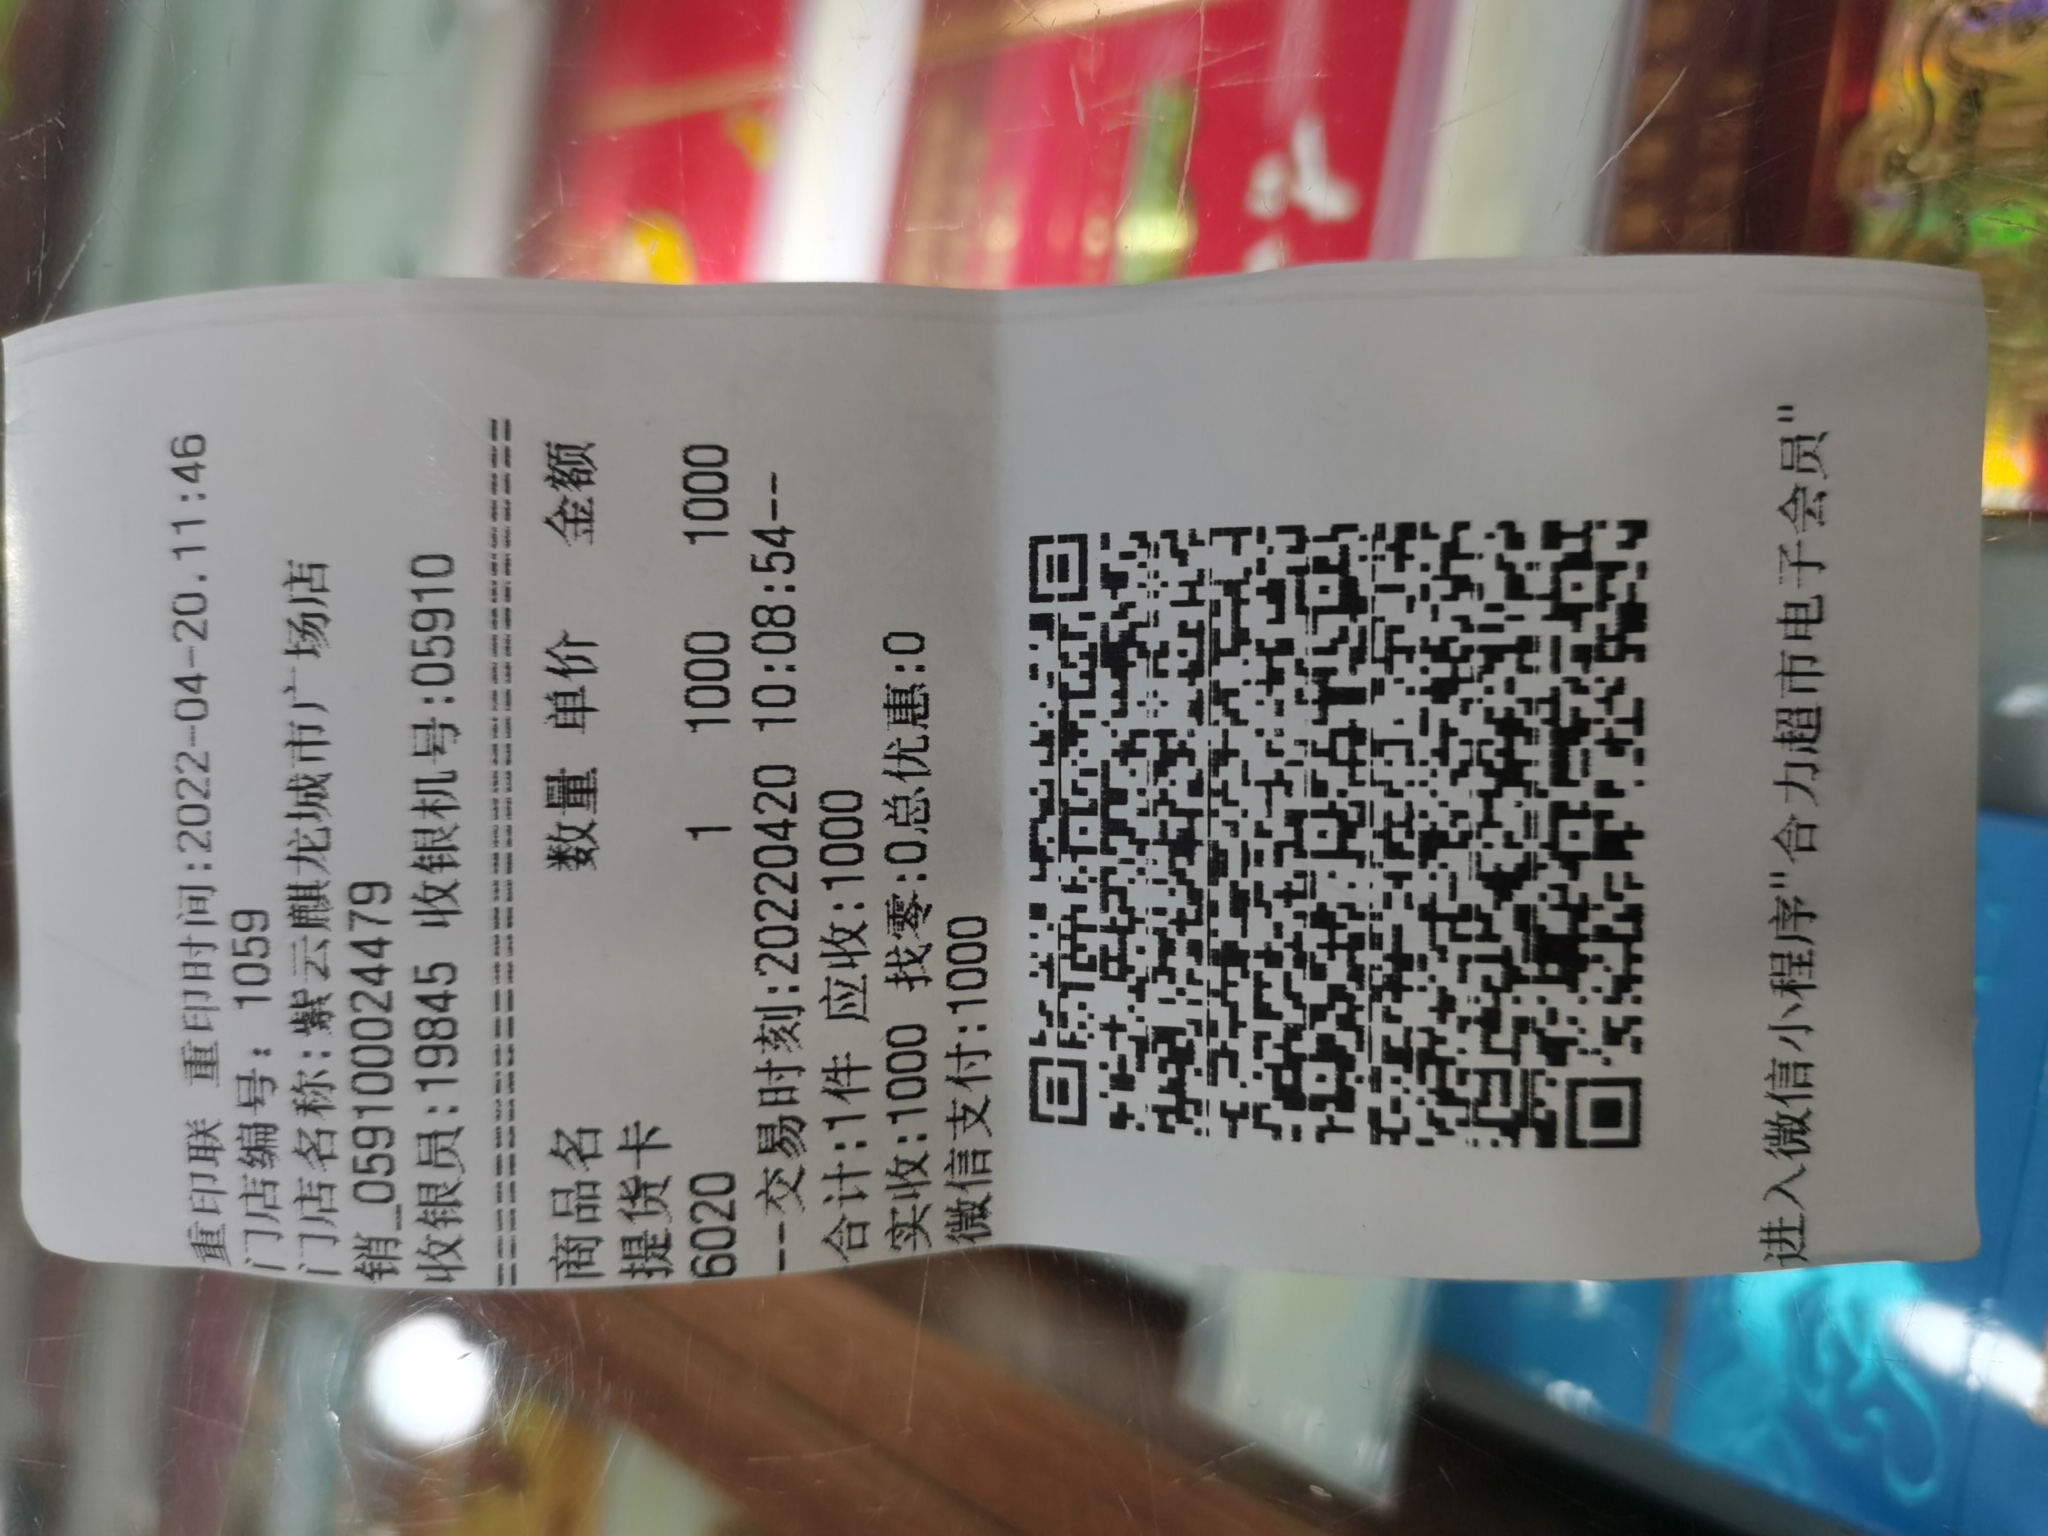 重印联 重印时间:2022-04-20.11:46
门店编号: 1059
门店名称:紫云麒龙城市广场店
销_059100024479
收银员:19845 收银机号:05910
商品名 数量 单价 金额
提货卡
6020 1 1000 1000
--交易时刻:20220420 10:08:54--
合计:1件 应收:1000
实收:1000 找零:0总优惠:0
微信支付:1000
进入微信小程序"合力超市电子会员"